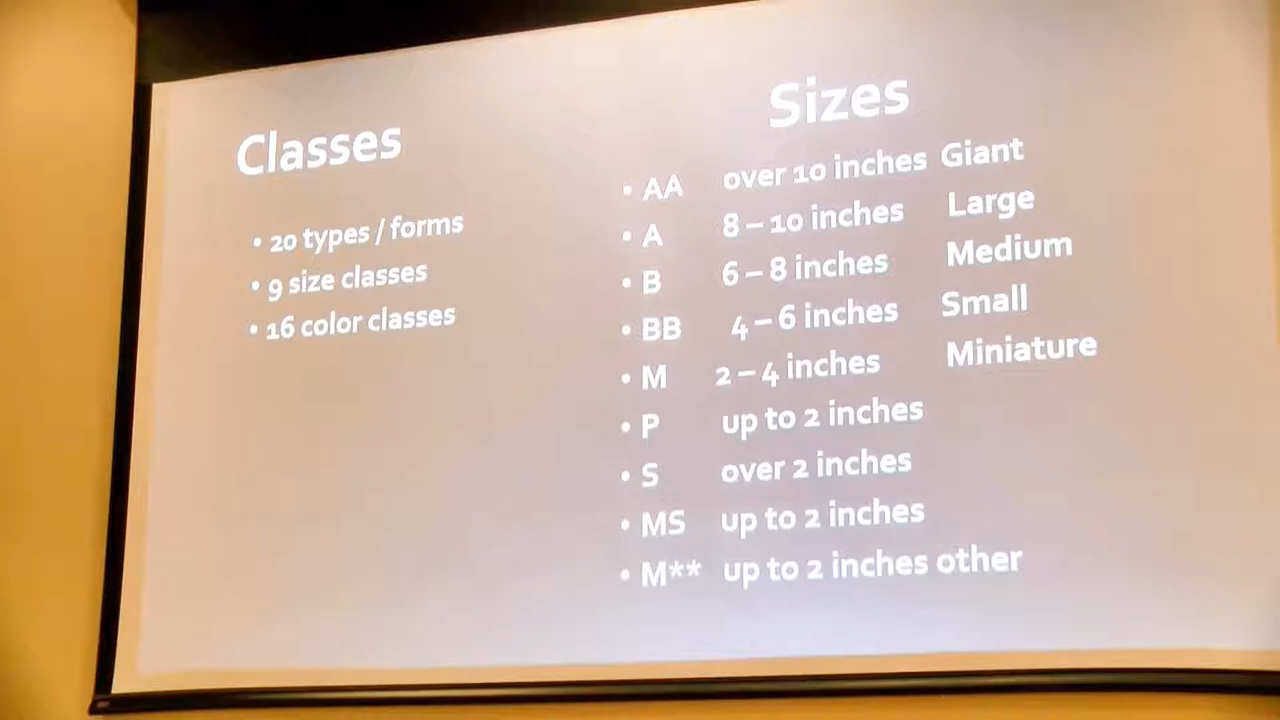 Classes
• 20 types / forms
• 9 size classes
• 16 color classes
Sizes
• AA over 10 inches Giant
• A 8 – 10 inches Large
• B 6 – 8 inches Medium
• BB 4 – 6 inches Small
• M 2 – 4 inches Miniature
• P up to 2 inches
• S over 2 inches
• MS up to 2 inches
• M** up to 2 inches other